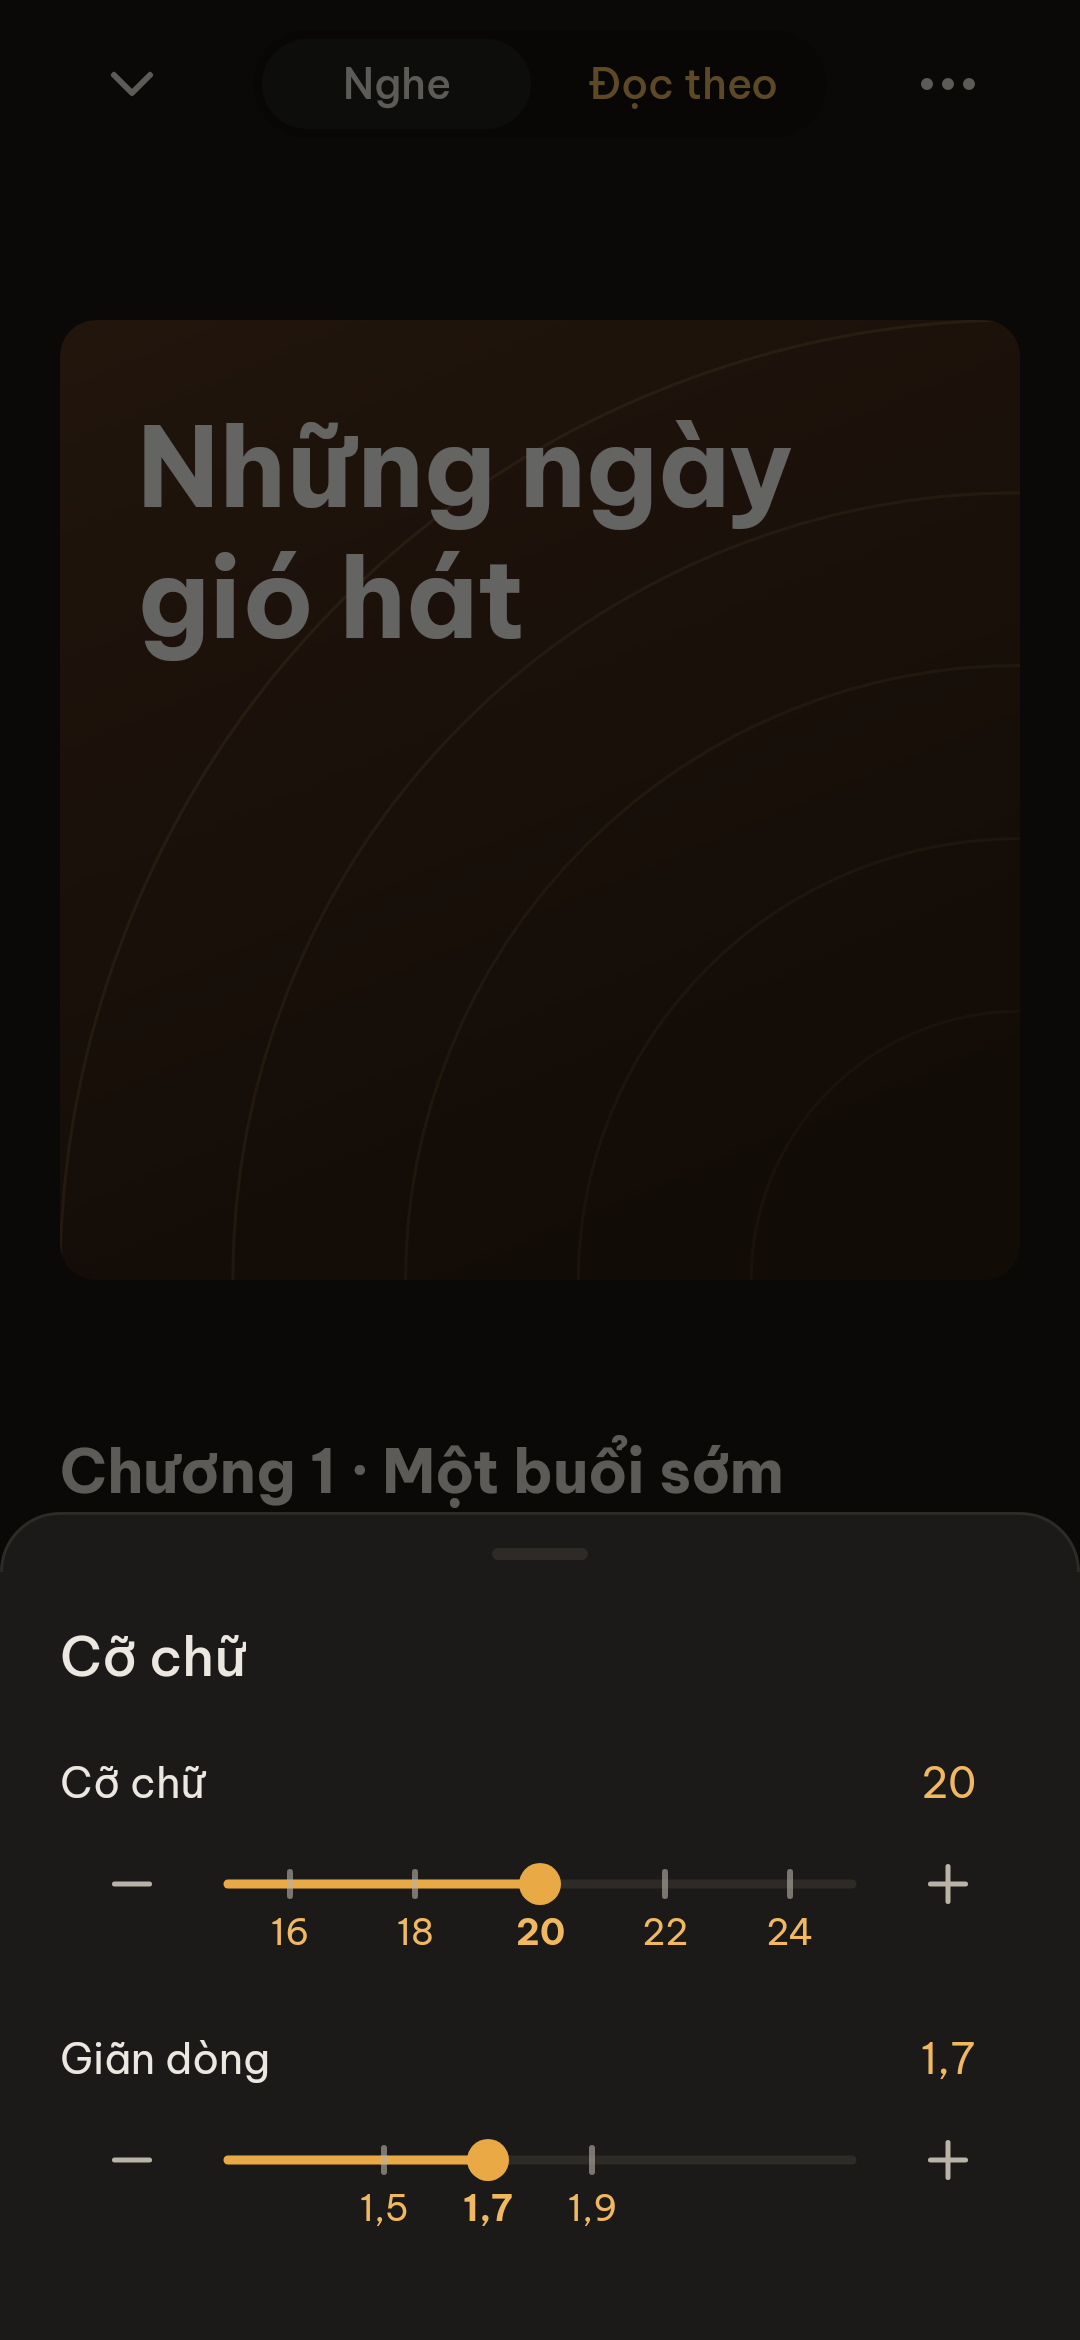 Nghe Đọc theo
Những ngày
gió hát
Chương 1 · Một buổi sớm
Cỡ chữ
Cỡ chữ 20
16 18 20 22 24
Giãn dòng 1,7
1,5 1,7 1,9